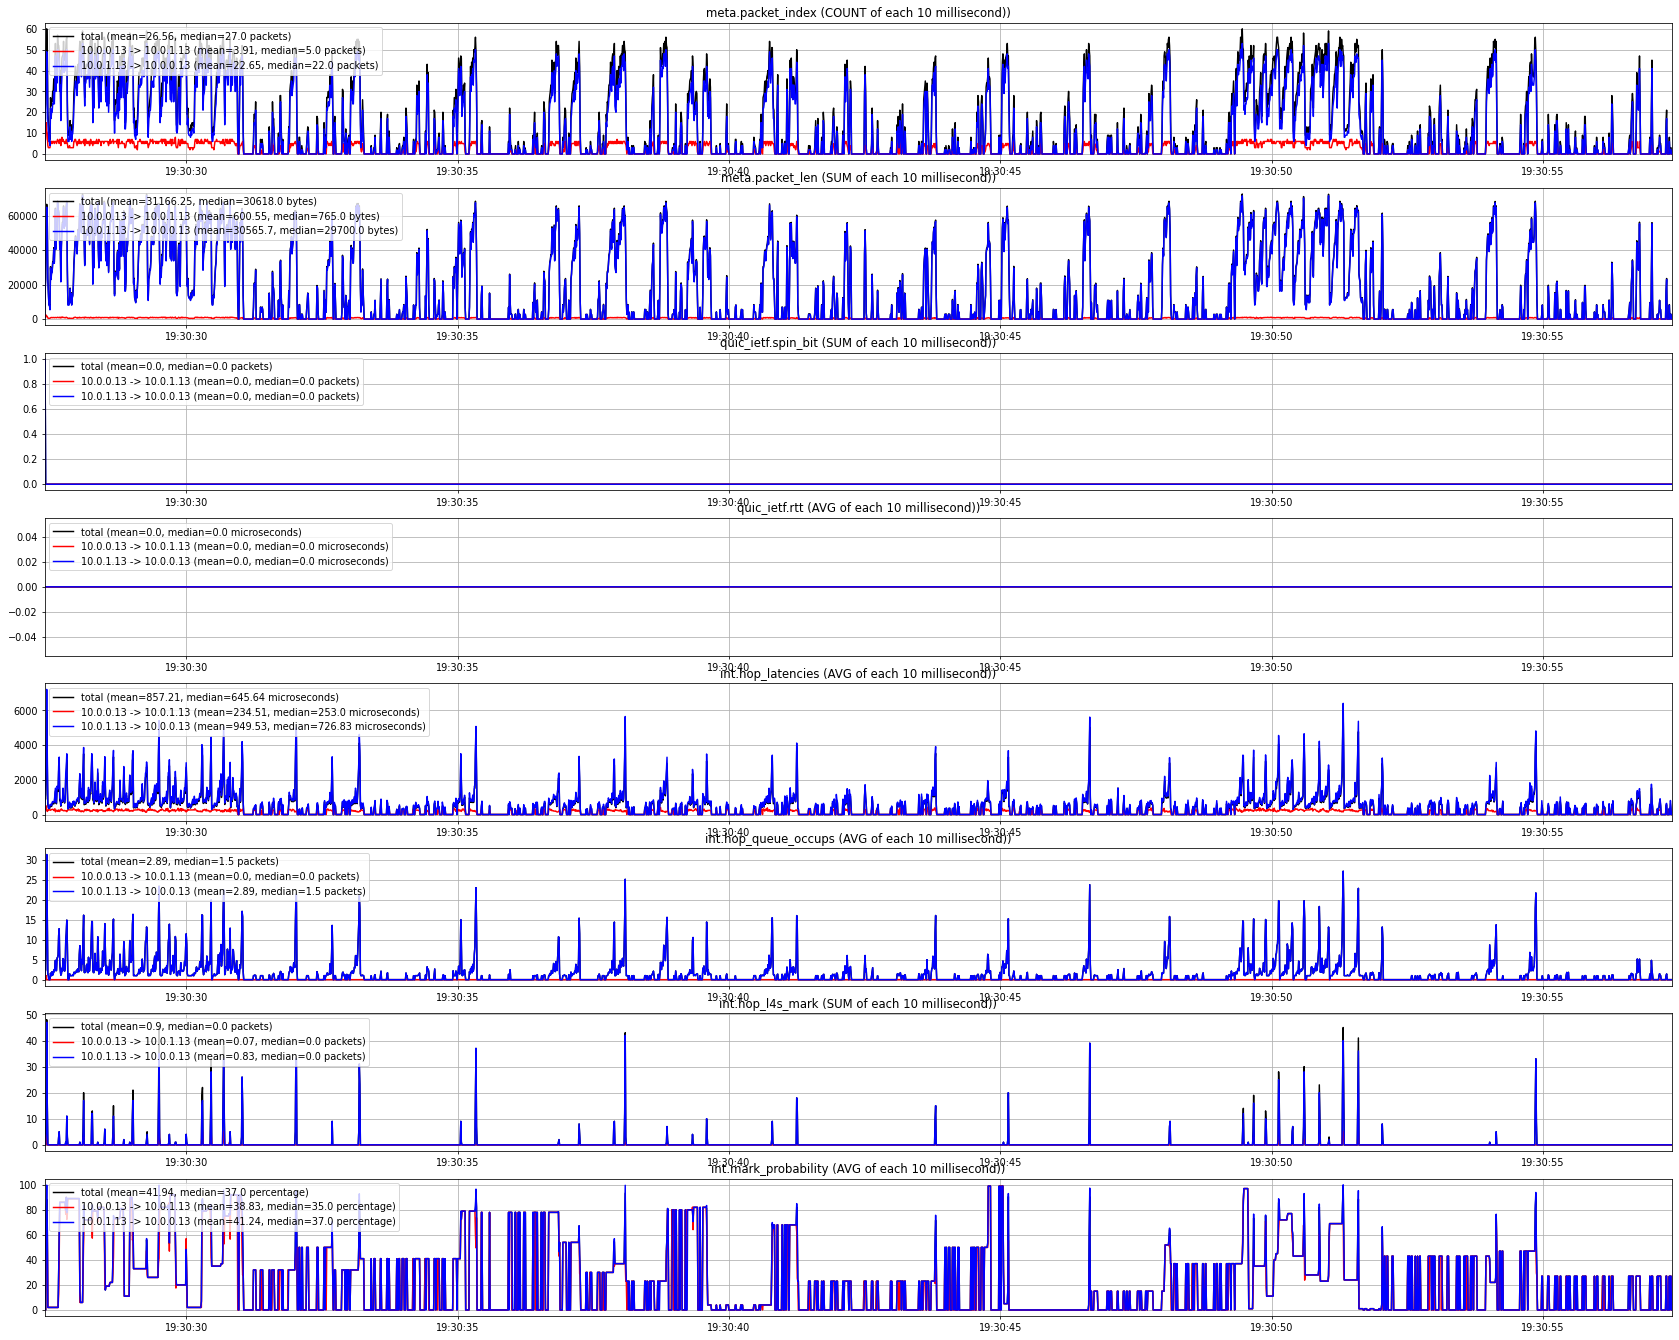 meta.packet_index (COUNT of each 10 millisecond))
total (mean=26.56, median=27.0 packets)
10.0.0.13 -> 10.0.1.13 (mean=3.91, median=5.0 packets)
10.0.1.13 -> 10.0.0.13 (mean=22.65, median=22.0 packets)
60
50
40
30
20
10
0
19:30:30 19:30:35 19:30:40 19:30:45 19:30:50 19:30:55
meta.packet_len (SUM of each 10 millisecond))
total (mean=31166.25, median=30618.0 bytes)
10.0.0.13 -> 10.0.1.13 (mean=600.55, median=765.0 bytes)
10.0.1.13 -> 10.0.0.13 (mean=30565.7, median=29700.0 bytes)
60000
40000
20000
0
19:30:30 19:30:35 19:30:40 19:30:45 19:30:50 19:30:55
quic_ietf.spin_bit (SUM of each 10 millisecond))
total (mean=0.0, median=0.0 packets)
10.0.0.13 -> 10.0.1.13 (mean=0.0, median=0.0 packets)
10.0.1.13 -> 10.0.0.13 (mean=0.0, median=0.0 packets)
1.0
0.8
0.6
0.4
0.2
0.0
19:30:30 19:30:35 19:30:40 19:30:45 19:30:50 19:30:55
quic_ietf.rtt (AVG of each 10 millisecond))
total (mean=0.0, median=0.0 microseconds)
10.0.0.13 -> 10.0.1.13 (mean=0.0, median=0.0 microseconds)
10.0.1.13 -> 10.0.0.13 (mean=0.0, median=0.0 microseconds)
0.04
0.02
0.00
−0.02
−0.04
19:30:30 19:30:35 19:30:40 19:30:45 19:30:50 19:30:55
int.hop_latencies (AVG of each 10 millisecond))
total (mean=857.21, median=645.64 microseconds)
10.0.0.13 -> 10.0.1.13 (mean=234.51, median=253.0 microseconds)
10.0.1.13 -> 10.0.0.13 (mean=949.53, median=726.83 microseconds)
6000
4000
2000
0
19:30:30 19:30:35 19:30:40 19:30:45 19:30:50 19:30:55
int.hop_queue_occups (AVG of each 10 millisecond))
total (mean=2.89, median=1.5 packets)
10.0.0.13 -> 10.0.1.13 (mean=0.0, median=0.0 packets)
10.0.1.13 -> 10.0.0.13 (mean=2.89, median=1.5 packets)
30
25
20
15
10
5
0
19:30:30 19:30:35 19:30:40 19:30:45 19:30:50 19:30:55
int.hop_l4s_mark (SUM of each 10 millisecond))
total (mean=0.9, median=0.0 packets)
10.0.0.13 -> 10.0.1.13 (mean=0.07, median=0.0 packets)
10.0.1.13 -> 10.0.0.13 (mean=0.83, median=0.0 packets)
50
40
30
20
10
0
19:30:30 19:30:35 19:30:40 19:30:45 19:30:50 19:30:55
int.mark_probability (AVG of each 10 millisecond))
total (mean=41.94, median=37.0 percentage)
10.0.0.13 -> 10.0.1.13 (mean=38.83, median=35.0 percentage)
10.0.1.13 -> 10.0.0.13 (mean=41.24, median=37.0 percentage)
100
80
60
40
20
0
19:30:30 19:30:35 19:30:40 19:30:45 19:30:50 19:30:55